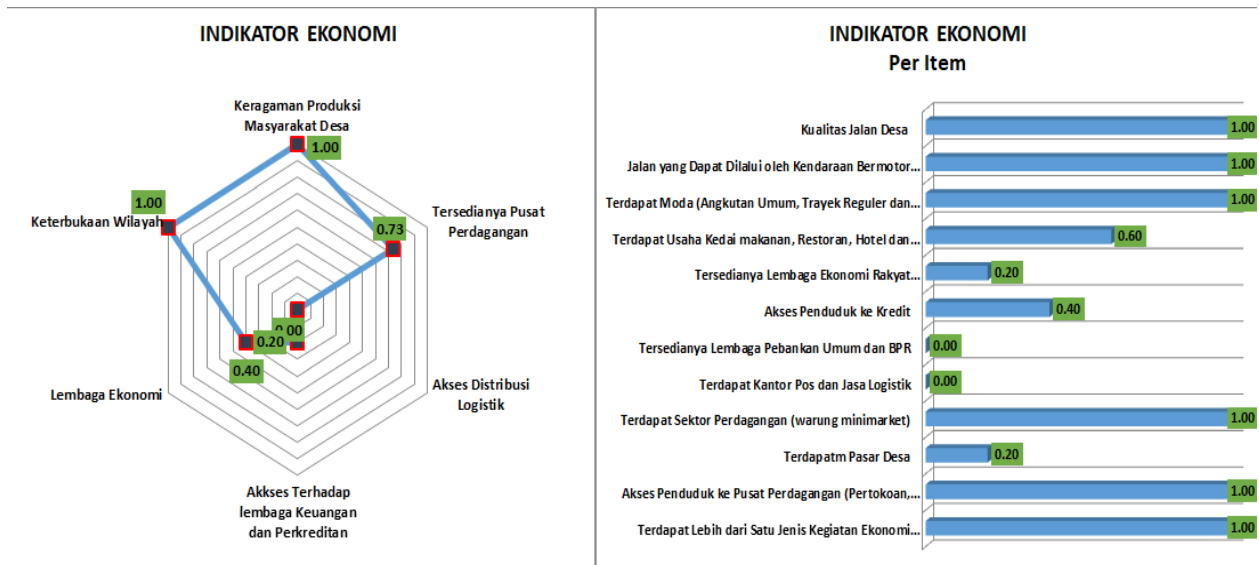 INDIKATOR EKONOMI
Keragaman Produksi
Masyarakat Desa
1.00
1.00
Keterbukaan Wilayah
Tersedianya Pusat
Perdagangan
0.73
0.00
0.20
0.40
Lembaga Ekonomi
Akses Distribusi
Logistik
Akkses Terhadap
lembaga Keuangan
dan Perkreditan
INDIKATOR EKONOMI
Per Item
Kualitas Jalan Desa 1.00
Jalan yang Dapat Dilalui oleh Kendaraan Bermotor... 1.00
Terdapat Moda (Angkutan Umum, Trayek Reguler dan... 1.00
Terdapat Usaha Kedai makanan, Restoran, Hotel dan... 0.60
Tersedianya Lembaga Ekonomi Rakyat... 0.20
Akses Penduduk ke Kredit 0.40
Tersedianya Lembaga Pebankan Umum dan BPR 0.00
Terdapat Kantor Pos dan Jasa Logistik 0.00
Terdapat Sektor Perdagangan (warung minimarket) 1.00
Terdapatm Pasar Desa 0.20
Akses Penduduk ke Pusat Perdagangan (Pertokoan,... 1.00
Terdapat Lebih dari Satu Jenis Kegiatan Ekonomi... 1.00